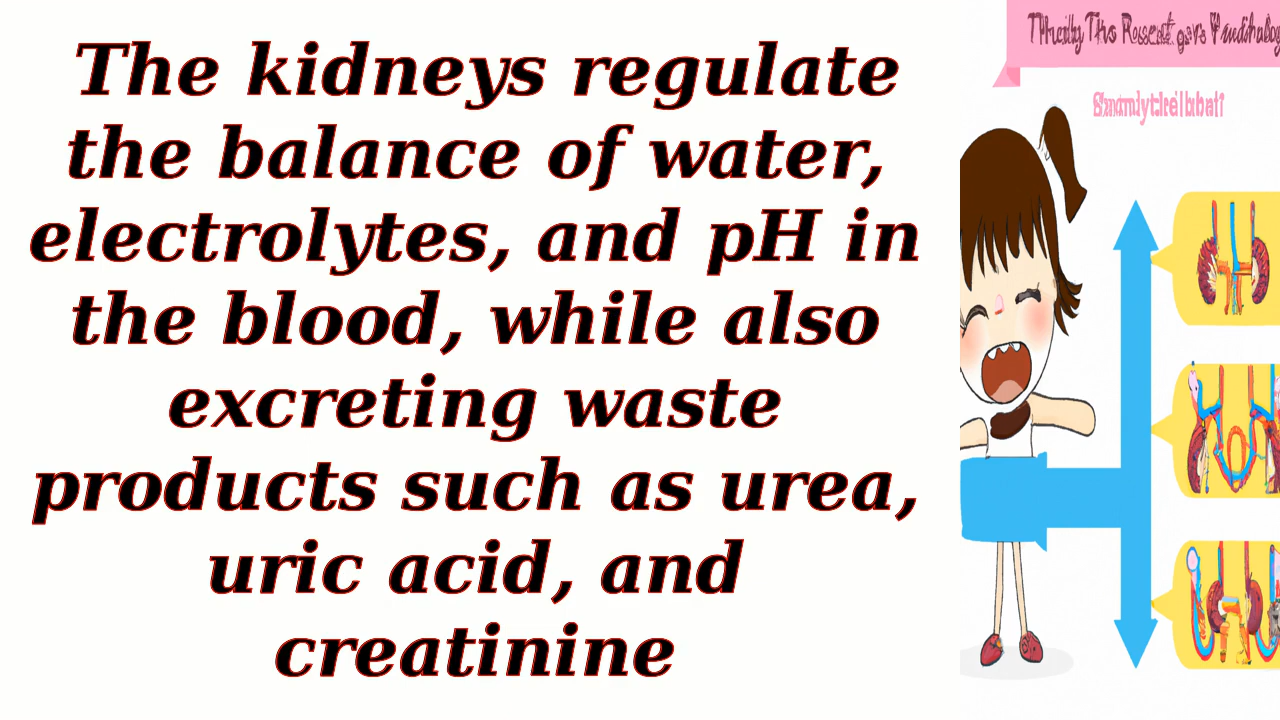 The kidneys regulate
the balance of water,
electrolytes, and pH in
the blood, while also
excreting waste
products such as urea,
uric acid, and
creatinine